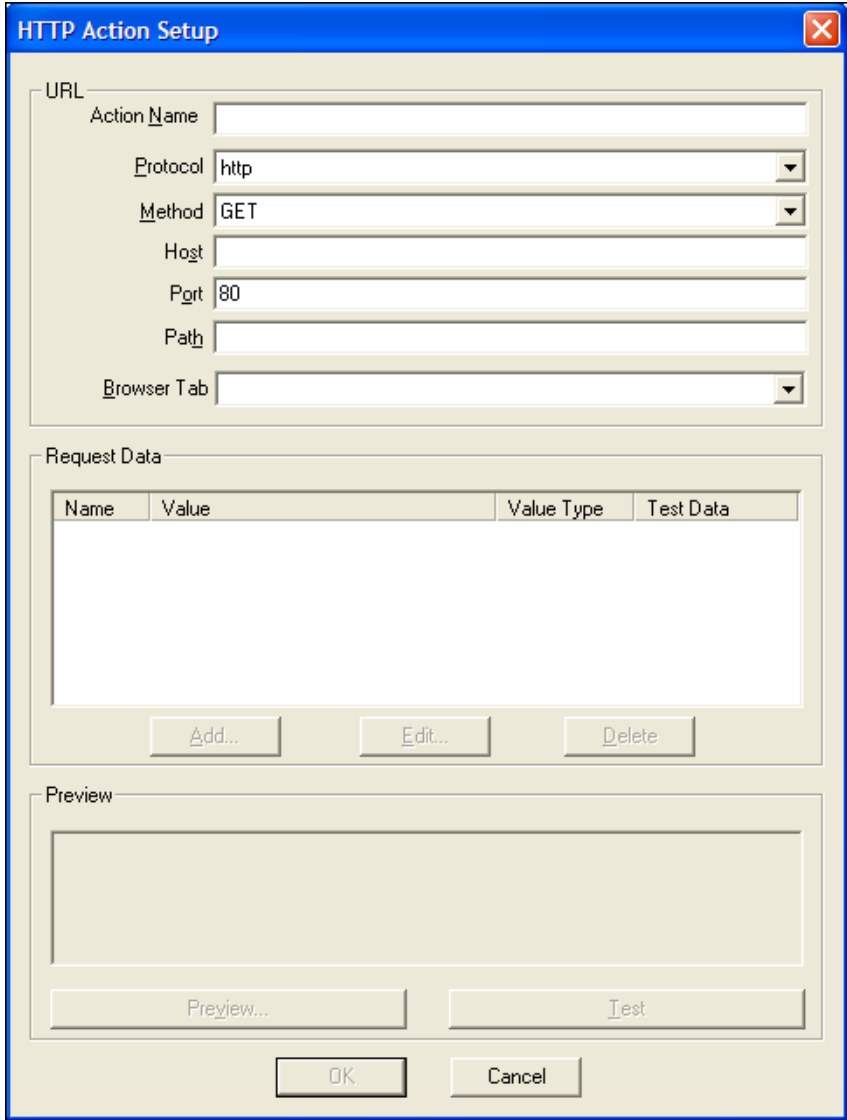 HTTP Action Setup
URL
Action Name
Protocol http
Method GET
Host
Port 80
Path
Browser Tab
Request Data
Name Value Value Type Test Data
Add... Edit... Delete
Preview
Preview... Test
OK Cancel